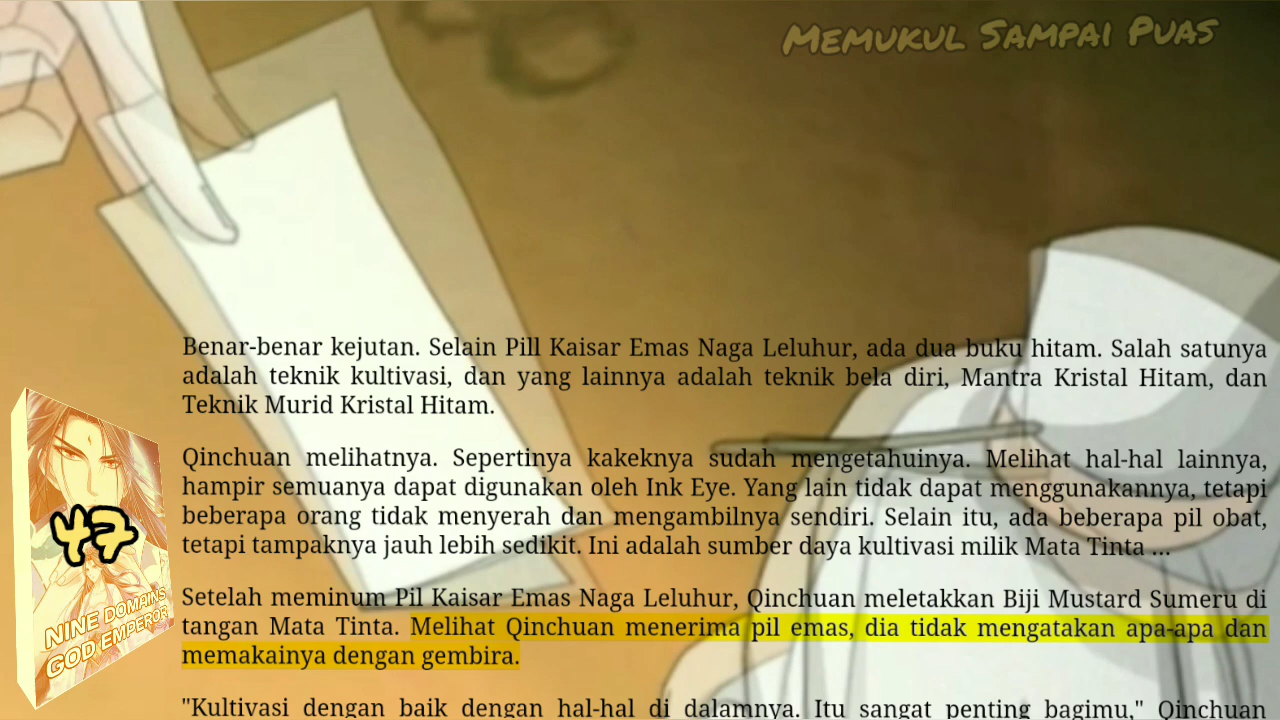 Memukul Sampai Puas
Benar-benar kejutan. Selain Pill Kaisar Emas Naga Leluhur, ada dua buku hitam. Salah satunya
adalah teknik kultivasi, dan yang lainnya adalah teknik bela diri, Mantra Kristal Hitam, dan
Teknik Murid Kristal Hitam.
Qinchuan melihatnya. Sepertinya kakeknya sudah mengetahuinya. Melihat hal-hal lainnya,
hampir semuanya dapat digunakan oleh Ink Eye. Yang lain tidak dapat menggunakannya, tetapi
beberapa orang tidak menyerah dan mengambilnya sendiri. Selain itu, ada beberapa pil obat,
tetapi tampaknya jauh lebih sedikit. Ini adalah sumber daya kultivasi milik Mata Tinta ...
Setelah meminum Pil Kaisar Emas Naga Leluhur, Qinchuan meletakkan Biji Mustard Sumeru di
tangan Mata Tinta. Melihat Qinchuan menerima pil emas, dia tidak mengatakan apa-apa dan
memakainya dengan gembira.
"Kultivasi dengan baik dengan hal-hal di dalamnya. Itu sangat penting bagimu," Qinchuan
47
NINE DOMAINS
GOD EMPEROR